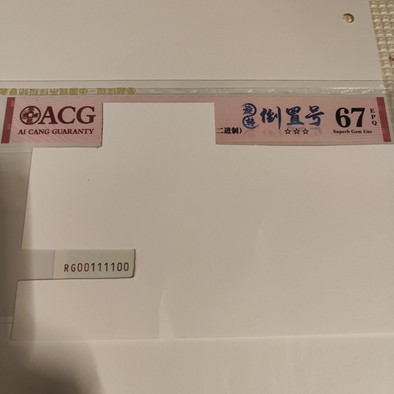 ACG
AI CANG GUARANTY
倒置号
67
EPQ
二进制)
☆☆☆
Superb Gem Unc
RG00111100